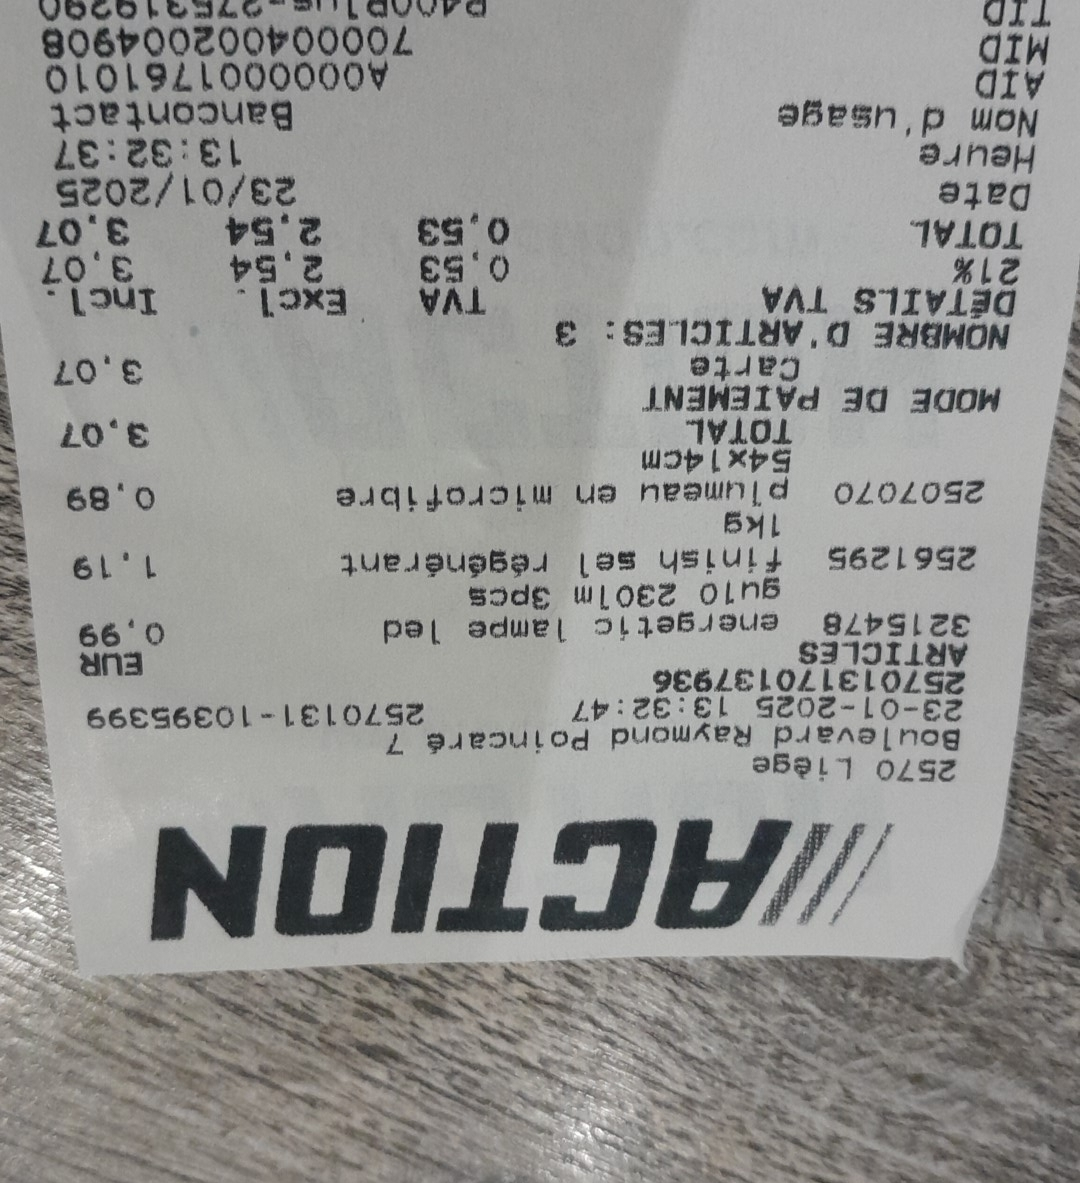 ACTION
2570 Liège
Boulevard Raymond Poincaré 7
23-01-2025 13:32:47 2570131-10395399
257013170137936
ARTICLES EUR
3215478 energetic lampe led 0,99
gu10 230lm 3pcs
2561295 finish sel régénérant 1,19
1kg
2507070 plumeau en microfibre 0,89
54x14cm
TOTAL 3,07
MODE DE PAIEMENT
Carte 3,07
NOMBRE D'ARTICLES: 3
DÉTAILS TVA TVA Excl. Incl.
21% 0,53 2,54 3,07
TOTAL 0,53 2,54 3,07
Date 23/01/2025
Heure 13:32:37
Nom d'usage Bancontact
AID A0000001761010
MID 700004002004908
TID P400Plus-275319290